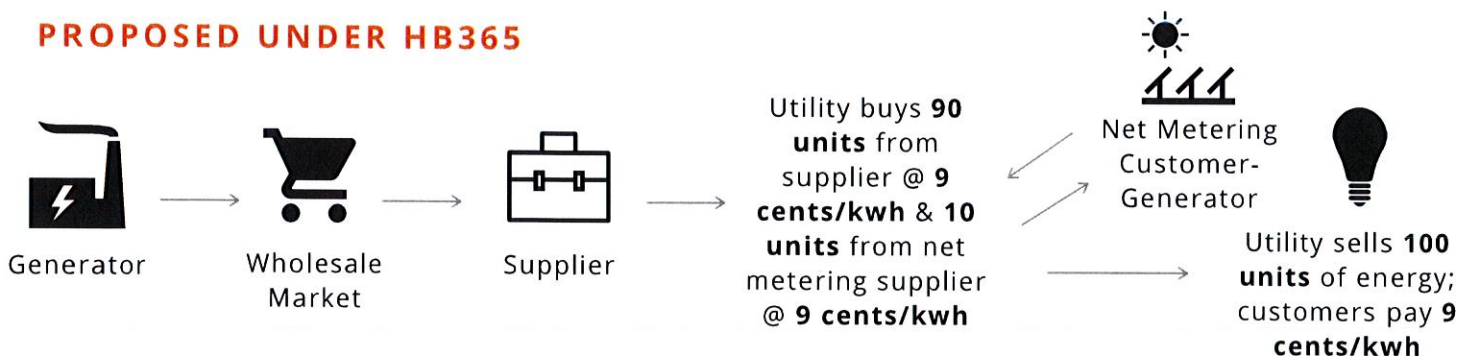 PROPOSED UNDER HB365
Generator
Wholesale
Market
Supplier
Utility buys 90
units from
supplier @ 9
cents/kwh & 10
units from net
metering supplier
@ 9 cents/kwh
Net Metering
Customer-
Generator
Utility sells 100
units of energy;
customers pay 9
cents/kwh